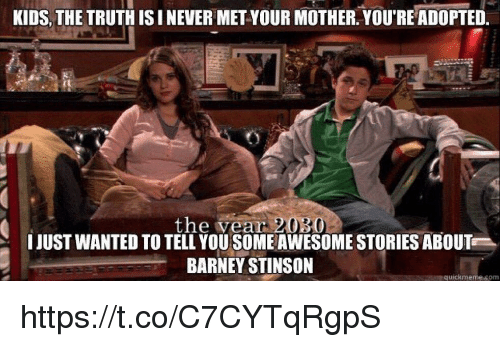 KIDS, THE TRUTH IS I NEVER MET YOUR MOTHER. YOU'RE ADOPTED.
the year 2030
I JUST WANTED TO TELL YOU SOME AWESOME STORIES ABOUT
BARNEY STINSON
quickmeme.com
https://t.co/C7CYTqRgpS